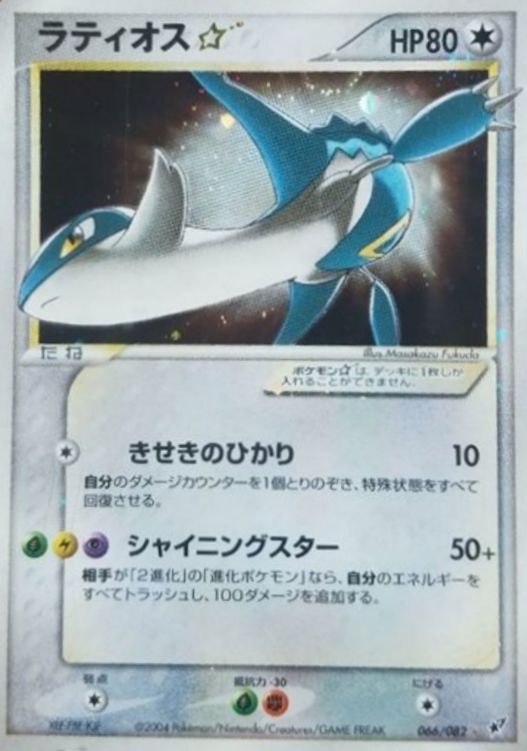 ラティオス☆
HP80
たね
illus. Masakazu Fukuda
ポケモン☆は、デッキに1枚しか
入れることができません。
きせきのひかり 10
自分のダメージカウンターを1個とりのぞき、特殊状態をすべて
回復させる。
シャイニングスター 50+
相手が「2進化」の「進化ポケモン」なら、自分のエネルギーを
すべてトラッシュし、100ダメージを追加する。
弱点 抵抗力 -30 にげる
©2004 Pokémon/Nintendo/Creatures/GAME FREAK
066/082